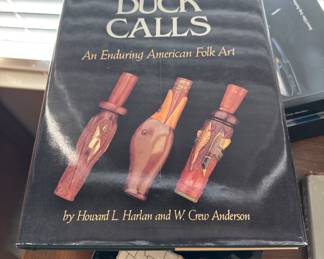 DUCK
CALLS
An Enduring American Folk Art
by Howard L. Harlan and W. Crew Anderson